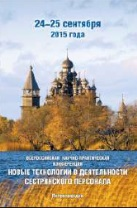 24–25 сентября
2015 года
ВСЕРОССИЙСКАЯ НАУЧНО-ПРАКТИЧЕСКАЯ
КОНФЕРЕНЦИЯ
НОВЫЕ ТЕХНОЛОГИИ В ДЕЯТЕЛЬНОСТИ
СЕСТРИНСКОГО ПЕРСОНАЛА
Петрозаводск